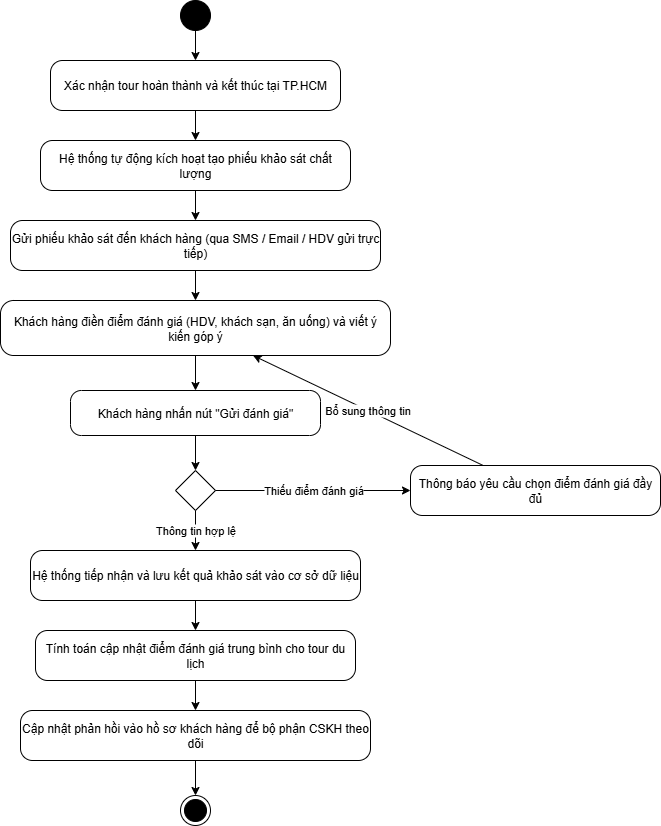 Xác nhận tour hoàn thành và kết thúc tại TP.HCM
Hệ thống tự động kích hoạt tạo phiếu khảo sát chất
lượng
Gửi phiếu khảo sát đến khách hàng (qua SMS / Email / HDV gửi trực
tiếp)
Khách hàng điền điểm đánh giá (HDV, khách sạn, ăn uống) và viết ý
kiến góp ý
Bổ sung thông tin
Khách hàng nhấn nút "Gửi đánh giá"
Thiếu điểm đánh giá
Thông báo yêu cầu chọn điểm đánh giá đầy
đủ
Thông tin hợp lệ
Hệ thống tiếp nhận và lưu kết quả khảo sát vào cơ sở dữ liệu
Tính toán cập nhật điểm đánh giá trung bình cho tour du
lịch
Cập nhật phản hồi vào hồ sơ khách hàng để bộ phận CSKH theo
dõi